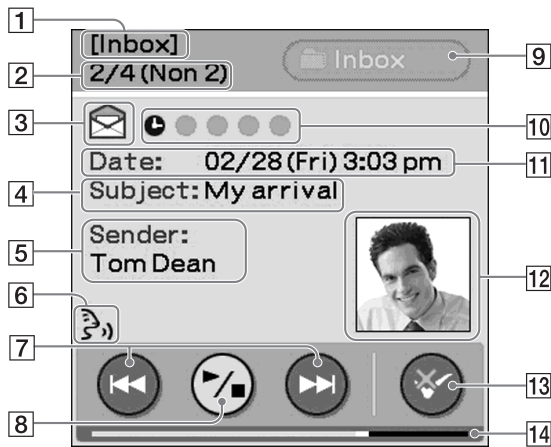 1
[Inbox]
Inbox
9
2
2/4 (Non 2)
3
10
Date: 02/28 (Fri) 3:03 pm
11
4
Subject: My arrival
5
Sender:
Tom Dean
12
6
7
8
13
14